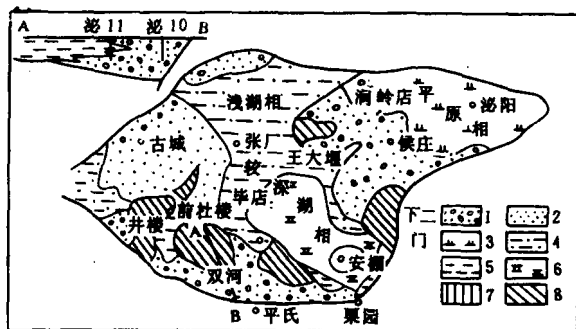 A 泌11 泌10 B
浅湖相
涧岭店
平原相
泌阳
古城
张厂
王大堰
侯庄
较深湖相
毕店
前杜楼
井楼
A
双河
安棚
下二门
B 平氏
栗园
1 2
3 4
5 6
7 8